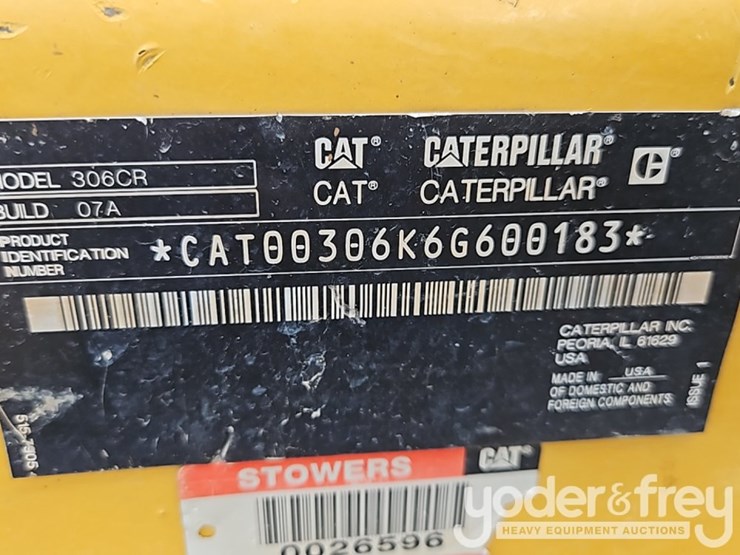 CAT® CATERPILLAR® C®
CAT® CATERPILLAR®
MODEL 306CR
BUILD 07A
PRODUCT
IDENTIFICATION
NUMBER
*CAT00306K6G600183*
CATERPILLAR INC.
PEORIA, IL 61629
USA
MADE IN USA
OF DOMESTIC AND
FOREIGN COMPONENTS
ISSUE 1
STOWERS CAT®
0026596
yoder&frey
HEAVY EQUIPMENT AUCTIONS